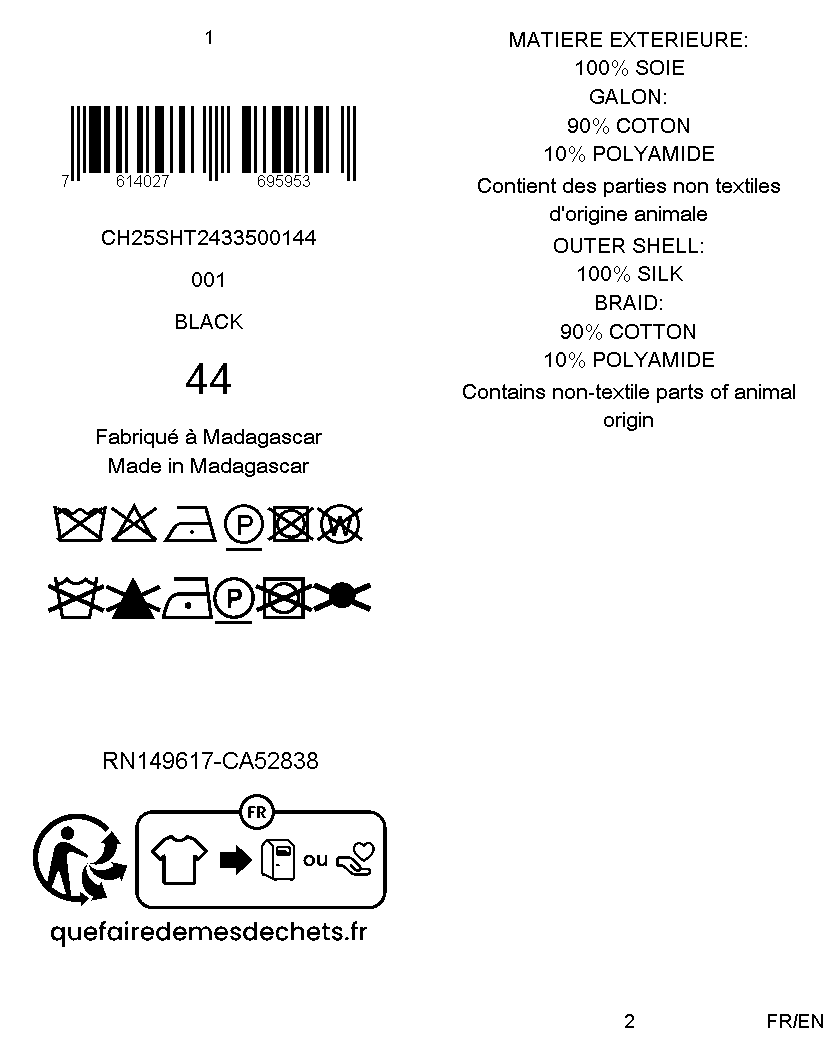 1
7 614027 695953
CH25SHT2433500144
001
BLACK
44
Fabriqué à Madagascar
Made in Madagascar
P
W
P
RN149617-CA52838
FR
ou
quefairedemesdechets.fr
MATIERE EXTERIEURE:
100% SOIE
GALON:
90% COTON
10% POLYAMIDE
Contient des parties non textiles
d'origine animale
OUTER SHELL:
100% SILK
BRAID:
90% COTTON
10% POLYAMIDE
Contains non-textile parts of animal
origin
2
FR/EN